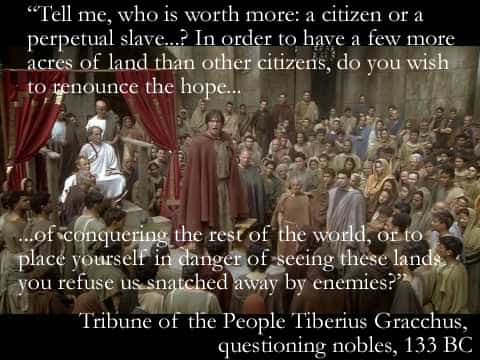 “Tell me, who is worth more: a citizen or a
perpetual slave...? In order to have a few more
acres of land than other citizens, do you wish
to renounce the hope...
...of conquering the rest of the world, or to
place yourself in danger of seeing these lands
you refuse us snatched away by enemies?”
Tribune of the People Tiberius Gracchus,
questioning nobles, 133 BC